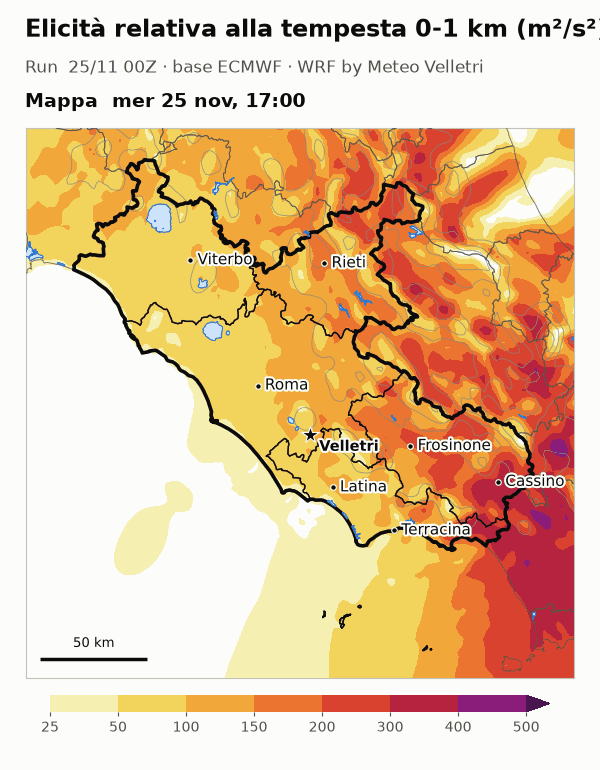 Elicità relativa alla tempesta 0-1 km (m²/s²)
Run  25/11 00Z · base ECMWF · WRF by Meteo Velletri
Mappa  mer 25 nov, 17:00
Viterbo
Rieti
Roma
Velletri
Frosinone
Cassino
Latina
Terracina
50 km
25 50 100 150 200 300 400 500